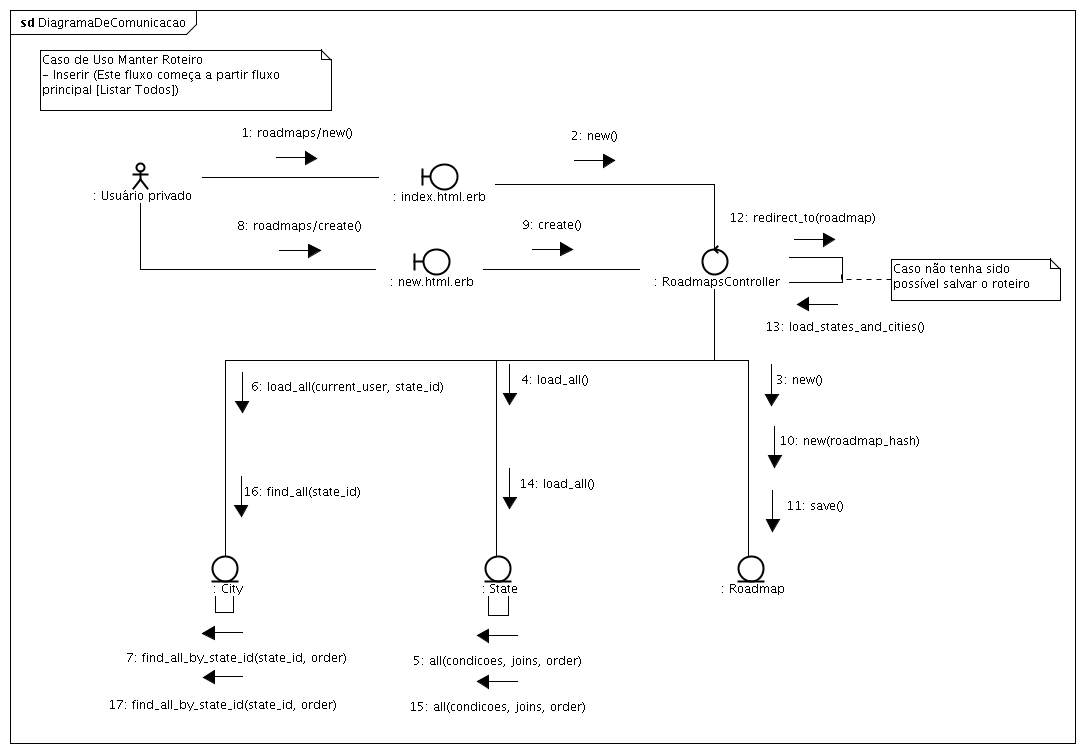 sd DiagramaDeComunicacao
Caso de Uso Manter Roteiro
– Inserir (Este fluxo começa a partir fluxo
principal [Listar Todos])
1: roadmaps/new()
2: new()
: Usuário privado
: index.html.erb
8: roadmaps/create()
9: create()
12: redirect_to(roadmap)
: new.html.erb
: RoadmapsController
Caso não tenha sido
possível salvar o roteiro
13: load_states_and_cities()
6: load_all(current_user, state_id)
4: load_all()
3: new()
10: new(roadmap_hash)
16: find_all(state_id)
14: load_all()
11: save()
: City
: State
: Roadmap
7: find_all_by_state_id(state_id, order)
5: all(condicoes, joins, order)
17: find_all_by_state_id(state_id, order)
15: all(condicoes, joins, order)